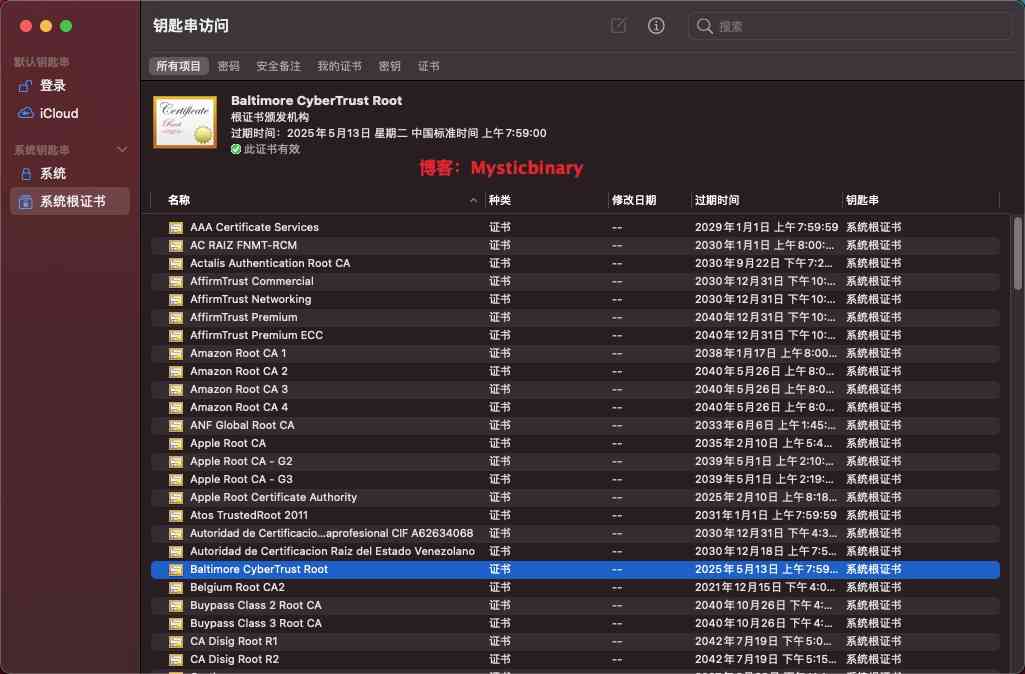 钥匙串访问
搜索
默认钥匙串
登录
iCloud
系统钥匙串
系统
系统根证书
所有项目 密码 安全备注 我的证书 密钥 证书
Certificate
Root
Baltimore CyberTrust Root
根证书颁发机构
过期时间：2025年5月13日 星期二 中国标准时间 上午7:59:00
此证书有效
博客：Mysticbinary
名称 种类 修改日期 过期时间 钥匙串
AAA Certificate Services 证书 -- 2029年1月1日 上午7:59:59 系统根证书
AC RAIZ FNMT-RCM 证书 -- 2030年1月1日 上午8:00:... 系统根证书
Actalis Authentication Root CA 证书 -- 2030年9月22日 下午7:2... 系统根证书
AffirmTrust Commercial 证书 -- 2030年12月31日 下午10:... 系统根证书
AffirmTrust Networking 证书 -- 2030年12月31日 下午10:... 系统根证书
AffirmTrust Premium 证书 -- 2040年12月31日 下午10:... 系统根证书
AffirmTrust Premium ECC 证书 -- 2040年12月31日 下午10:... 系统根证书
Amazon Root CA 1 证书 -- 2038年1月17日 上午8:00... 系统根证书
Amazon Root CA 2 证书 -- 2040年5月26日 上午8:0... 系统根证书
Amazon Root CA 3 证书 -- 2040年5月26日 上午8:0... 系统根证书
Amazon Root CA 4 证书 -- 2040年5月26日 上午8:0... 系统根证书
ANF Global Root CA 证书 -- 2033年6月6日 上午1:45:... 系统根证书
Apple Root CA 证书 -- 2035年2月10日 上午5:4... 系统根证书
Apple Root CA - G2 证书 -- 2039年5月1日 上午2:10:... 系统根证书
Apple Root CA - G3 证书 -- 2039年5月1日 上午2:19:... 系统根证书
Apple Root Certificate Authority 证书 -- 2025年2月10日 上午8:18... 系统根证书
Atos TrustedRoot 2011 证书 -- 2031年1月1日 上午7:59:59 系统根证书
Autoridad de Certificacio...aprofesional CIF A62634068 证书 -- 2030年12月31日 下午4:3... 系统根证书
Autoridad de Certificacion Raiz del Estado Venezolano 证书 -- 2030年12月18日 上午7:5... 系统根证书
Baltimore CyberTrust Root 证书 -- 2025年5月13日 上午7:59... 系统根证书
Belgium Root CA2 证书 -- 2021年12月15日 下午4:0... 系统根证书
Buypass Class 2 Root CA 证书 -- 2040年10月26日 下午4:... 系统根证书
Buypass Class 3 Root CA 证书 -- 2040年10月26日 下午4:... 系统根证书
CA Disig Root R1 证书 -- 2042年7月19日 下午5:0... 系统根证书
CA Disig Root R2 证书 -- 2042年7月19日 下午5:15... 系统根证书